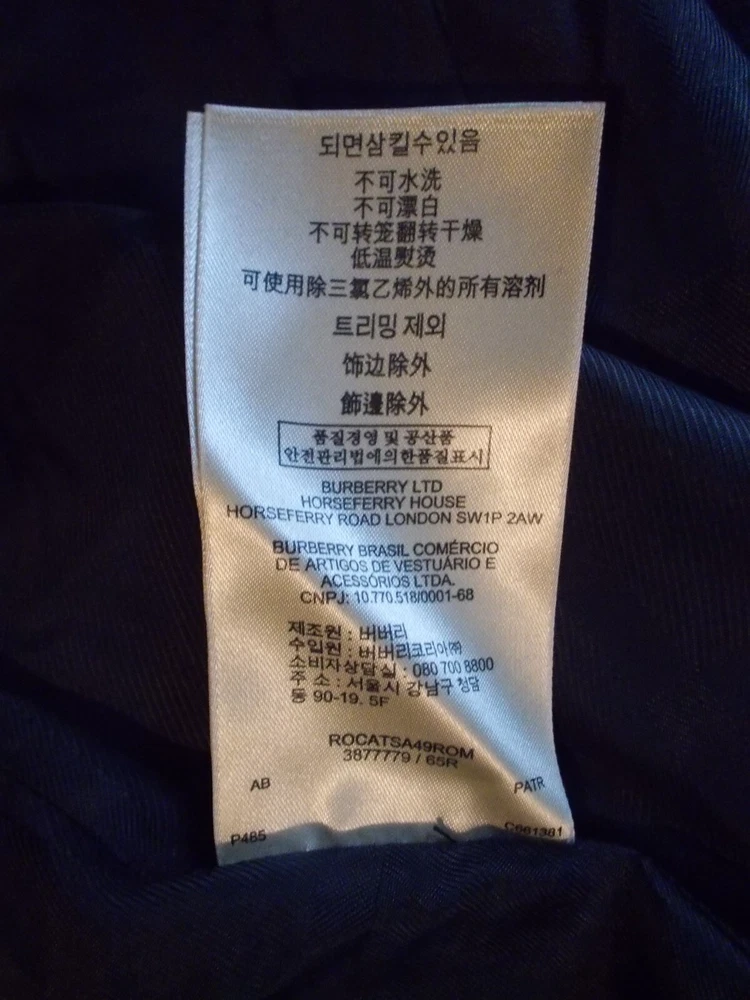 되면삼킬수있음
不可水洗
不可漂白
不可转笼翻转干燥
低温熨烫
可使用除三氯乙烯外的所有溶剂
트리밍 제외
饰边除外
飾邊除外
품질경영 및 공산품
안전관리법에의한품질표시
BURBERRY LTD
HORSEFERRY HOUSE
HORSEFERRY ROAD LONDON SW1P 2AW
BURBERRY BRASIL COMÉRCIO
DE ARTIGOS DE VESTUÁRIO E
ACESSÓRIOS LTDA.
CNPJ: 10.770.518/0001-68
제조원 : 버버리
수입원 : 버버리코리아㈜
소비자상담실 : 080 700 8800
주 소 : 서울시 강남구 청담
동 90-19. 5F
ROCATSA49ROM
3877779 / 65R
AB PATR
P485 C661381